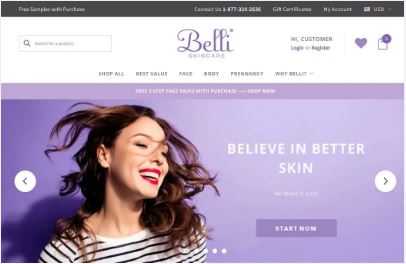 Free Samples with Purchase
Contact Us 1-877-320-2636
Gift Certificates
My Account
USD
Search for a product
Belli
SKINCARE
HI, CUSTOMER
Login or Register
SHOP ALL
BEST VALUE
FACE
BODY
PREGNANCY
WHY BELLI?
FREE 3 STEP FACE FAVES WITH PURCHASE —> SHOP NOW
BELIEVE IN BETTER
SKIN
WE MAKE IT EASY
START NOW